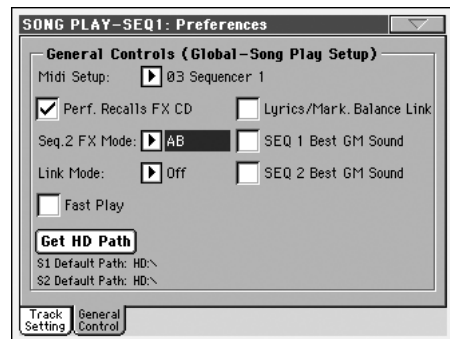 SONG PLAY-SEQ1: Preferences
General Controls (Global-Song Play Setup)
Midi Setup: 03 Sequencer 1
Perf. Recalls FX CD Lyrics/Mark. Balance Link
Seq.2 FX Mode: AB SEQ 1 Best GM Sound
Link Mode: Off SEQ 2 Best GM Sound
Fast Play
Get HD Path
S1 Default Path: HD:\
S2 Default Path: HD:\
Track Setting General Control